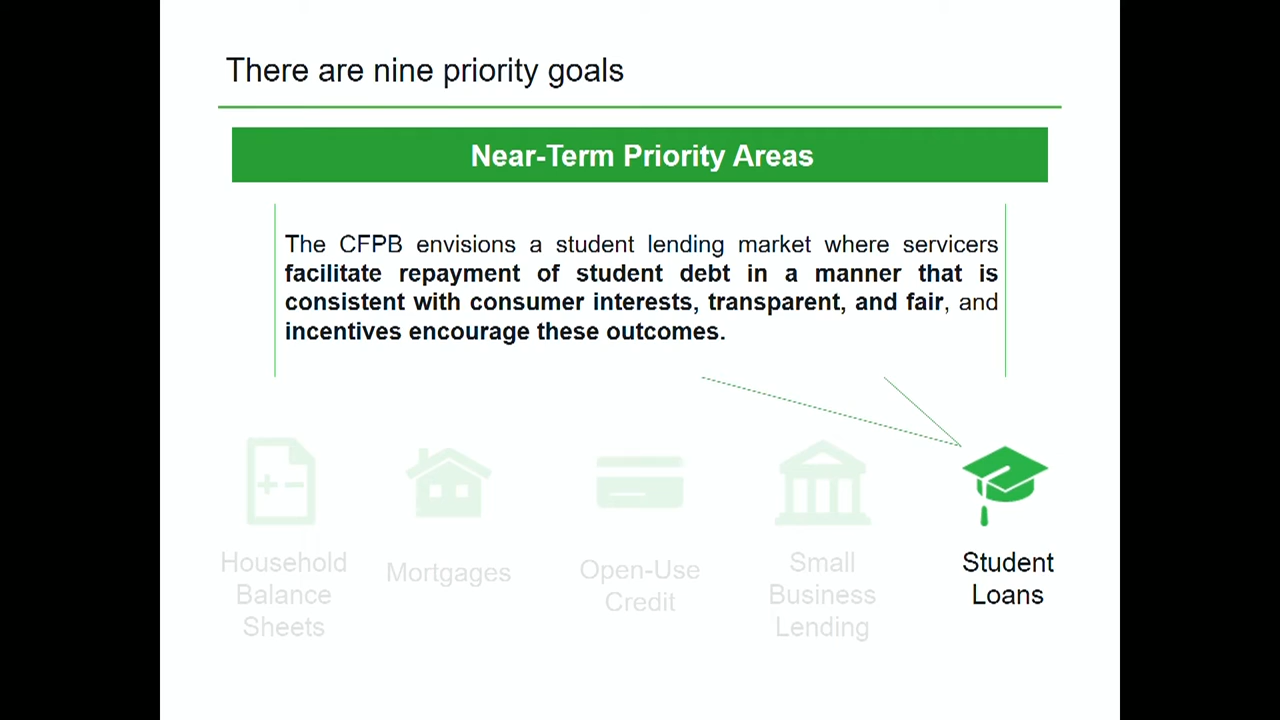 There are nine priority goals
Near-Term Priority Areas
The CFPB envisions a student lending market where servicers
facilitate repayment of student debt in a manner that is
consistent with consumer interests, transparent, and fair, and
incentives encourage these outcomes.
Household
Balance
Sheets
Mortgages
Open-Use
Credit
Small
Business
Lending
Student
Loans